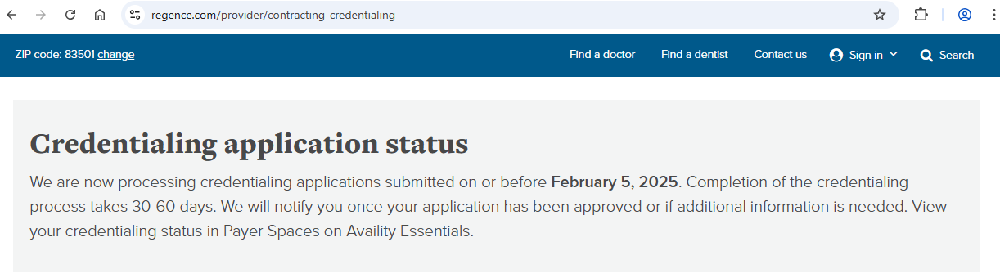 regence.com/provider/contracting-credentialing
ZIP code: 83501 change
Find a doctor
Find a dentist
Contact us
Sign in
Search
Credentialing application status
We are now processing credentialing applications submitted on or before February 5, 2025. Completion of the credentialing
process takes 30-60 days. We will notify you once your application has been approved or if additional information is needed. View
your credentialing status in Payer Spaces on Availity Essentials.